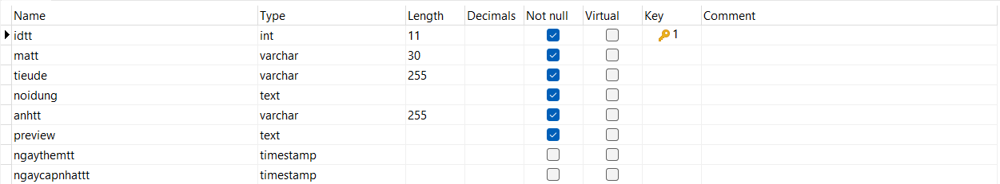 Name Type Length Decimals Not null Virtual Key Comment
idtt int 11 1
matt varchar 30
tieude varchar 255
noidung text
anhtt varchar 255
preview text
ngaythemtt timestamp
ngaycapnhattt timestamp